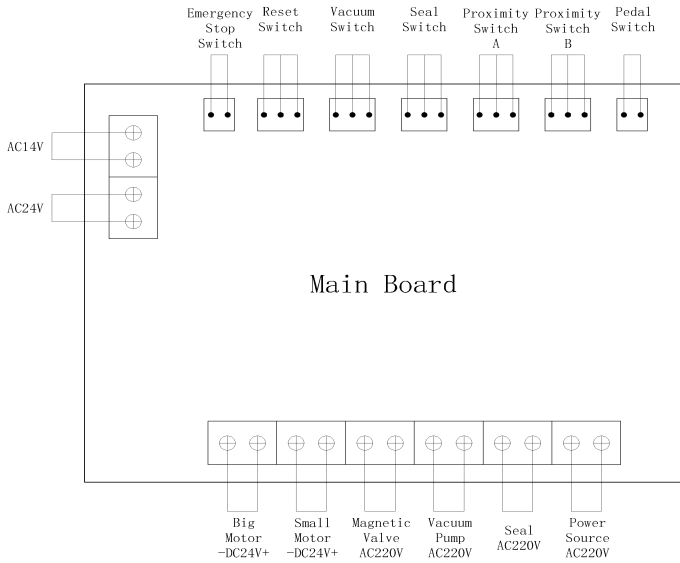 Emergency
Stop
Switch
Reset
Switch
Vacuum
Switch
Seal
Switch
Proximity
Switch
A
Proximity
Switch
B
Pedal
Switch
AC14V
AC24V
Main Board
Big
Motor
-DC24V+
Small
Motor
-DC24V+
Magnetic
Valve
AC220V
Vacuum
Pump
AC220V
Seal
AC220V
Power
Source
AC220V